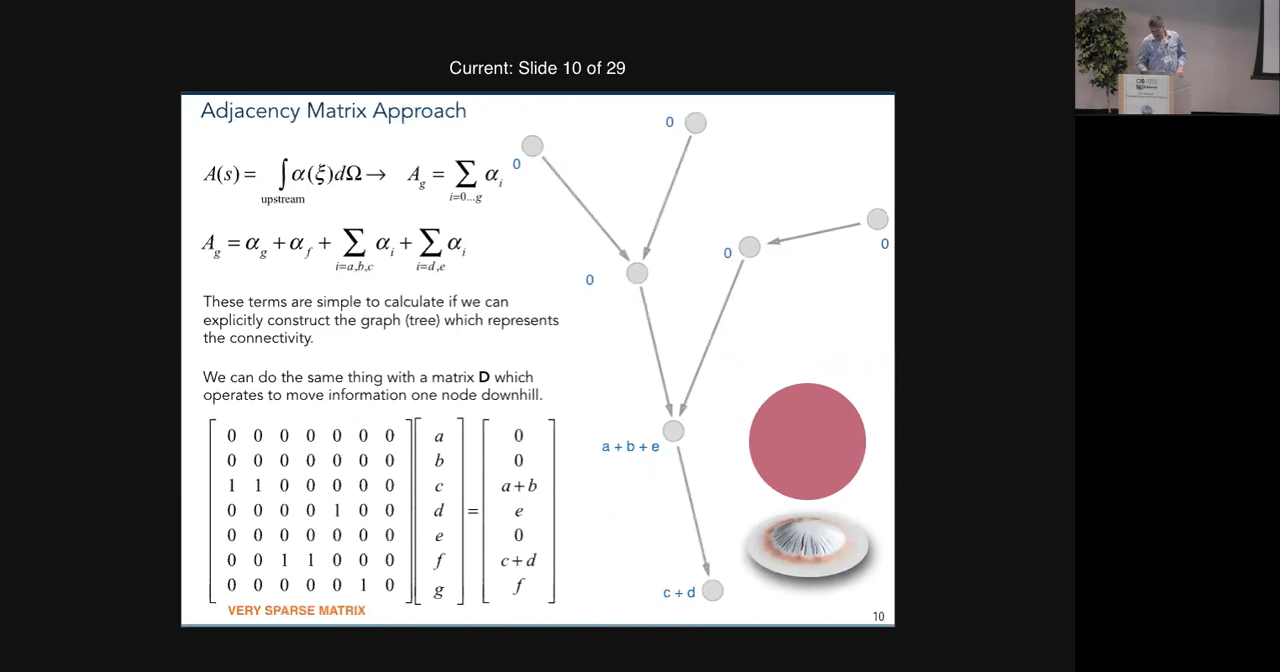 Current: Slide 10 of 29
Adjacency Matrix Approach
A(s) = ∫ α(ξ)dΩ → A_g = ∑ α_i
upstream i=0...g
A_g = α_g + α_f + ∑ α_i + ∑ α_i
i=a,b,c i=d,e
These terms are simple to calculate if we can
explicitly construct the graph (tree) which represents
the connectivity.
We can do the same thing with a matrix D which
operates to move information one node downhill.
0 0 0 0 0 0 0 a 0
0 0 0 0 0 0 0 b 0
1 1 0 0 0 0 0 c a+b
0 0 0 0 1 0 0 d = e
0 0 0 0 0 0 0 e 0
0 0 1 1 0 0 0 f c+d
0 0 0 0 0 1 0 g f
VERY SPARSE MATRIX
0
0
0
0
0
a + b + e
c + d
10